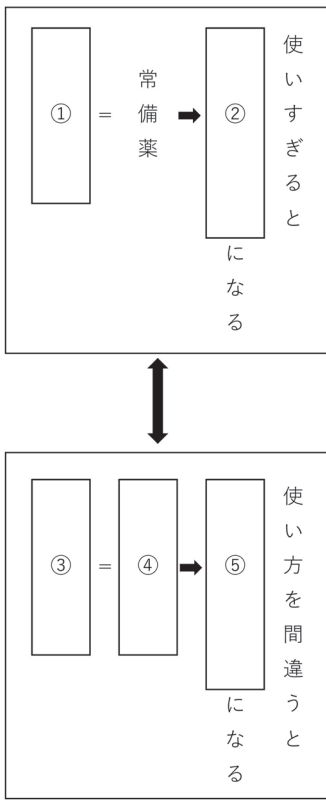 使いすぎると
②
になる
常備薬
=
①
使い方を間違うと
⑤
になる
④
=
③